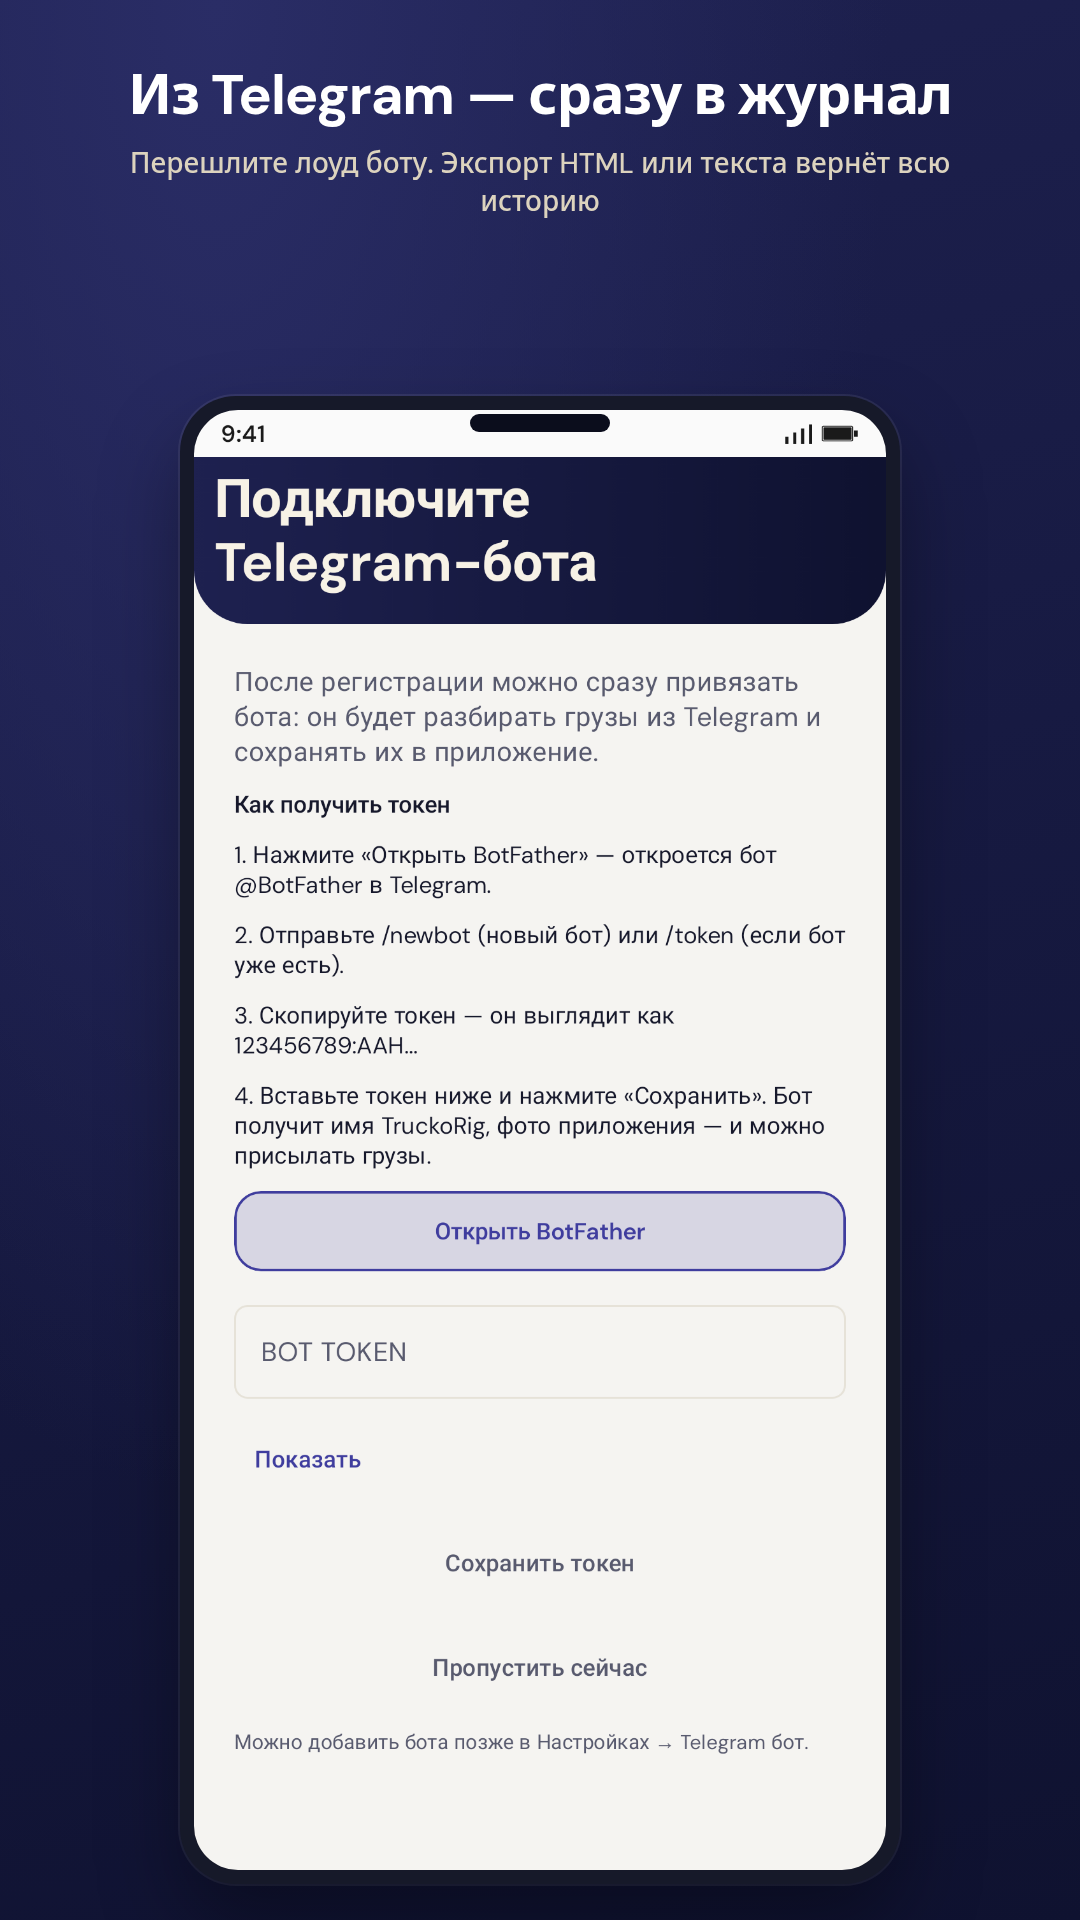 Из Telegram — сразу в журнал
Перешлите лоуд боту. Экспорт HTML или текста вернёт всю
историю
9:41
Подключите
Telegram-бота
После регистрации можно сразу привязать
бота: он будет разбирать грузы из Telegram и
сохранять их в приложение.
Как получить токен
1. Нажмите «Открыть BotFather» — откроется бот
@BotFather в Telegram.
2. Отправьте /newbot (новый бот) или /token (если бот
уже есть).
3. Скопируйте токен — он выглядит как
123456789:AAH…
4. Вставьте токен ниже и нажмите «Сохранить». Бот
получит имя TruckoRig, фото приложения — и можно
присылать грузы.
Открыть BotFather
BOT TOKEN
Показать
Сохранить токен
Пропустить сейчас
Можно добавить бота позже в Настройках → Telegram бот.